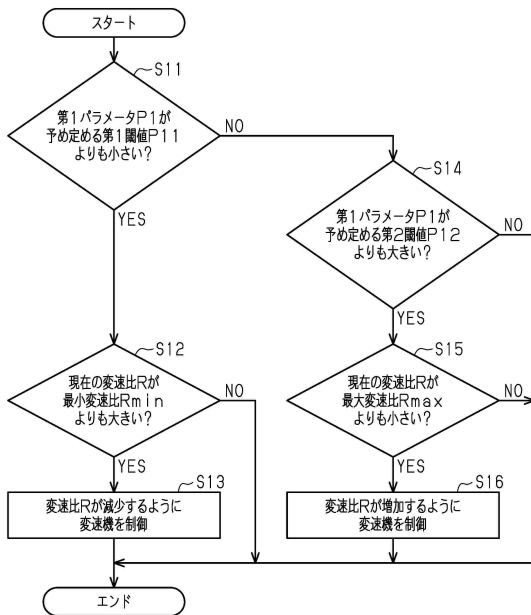 スタート
S11
第1パラメータP1が
予め定める第1閾値P11
よりも小さい?
NO
YES
S14
第1パラメータP1が
予め定める第2閾値P12
よりも大きい?
NO
YES
S12
現在の変速比Rが
最小変速比Rmin
よりも大きい?
NO
YES
S15
現在の変速比Rが
最大変速比Rmax
よりも小さい?
NO
YES
S13
変速比Rが減少するように
変速機を制御
S16
変速比Rが増加するように
変速機を制御
エンド